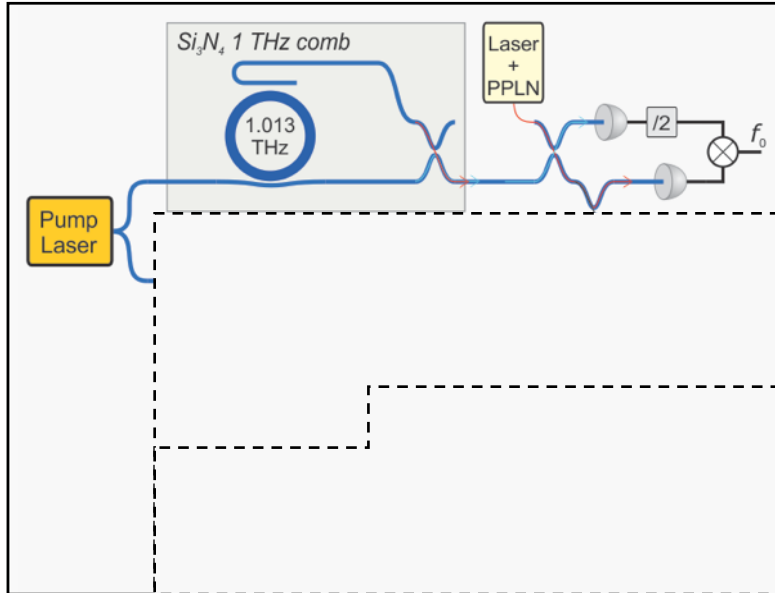 Si₃N₄ 1 THz comb
1.013
THz
Laser
+
PPLN
/2
f₀
Pump
Laser